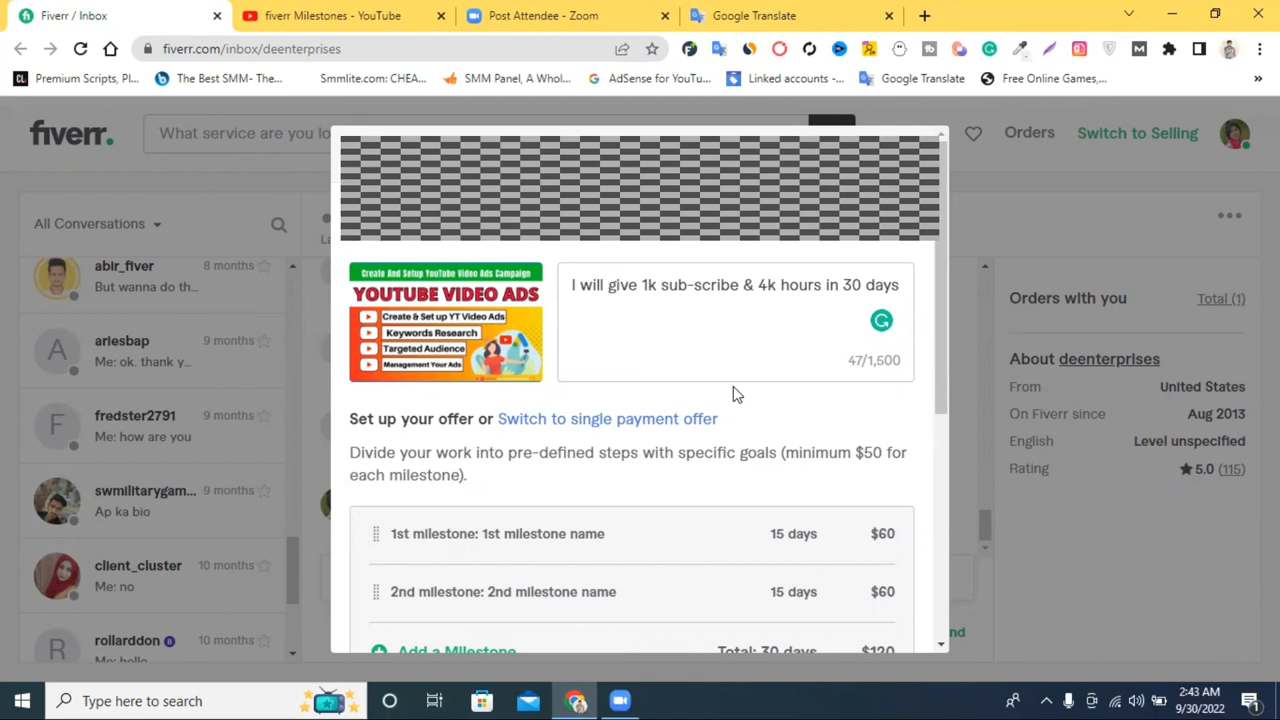 Fiverr / Inbox
fiverr Milestones - YouTube
Post Attendee - Zoom
Google Translate
fiverr.com/inbox/deenterprises
Premium Scripts, Pl...
The Best SMM- The...
Smmlite.com: CHEA...
SMM Panel, A Whol...
AdSense for YouTu...
Linked accounts -...
Google Translate
Free Online Games,...
fiverr.
What service are you lo
Orders
Switch to Selling
All Conversations
abir_fiver
8 months
But wanna do th...
arlesbap
9 months
Me: ok. thank y...
fredster2791
9 months
Me: how are you
swmilitarygam...
9 months
Ap ka bio
client_cluster
10 months
Me: no
rollarddon
10 months
Me: hello
Create And Setup YouTube Video Ads Campaign
YOUTUBE VIDEO ADS
Create & Set up YT Video Ads
Keywords Research
Targeted Audience
Management Your Ads
I will give 1k sub-scribe & 4k hours in 30 days
47/1,500
Set up your offer or Switch to single payment offer
Divide your work into pre-defined steps with specific goals (minimum $50 for
each milestone).
1st milestone: 1st milestone name
15 days
$60
2nd milestone: 2nd milestone name
15 days
$60
Add a Milestone
Total: 30 days
$120
Orders with you
Total (1)
About deenterprises
From
United States
On Fiverr since
Aug 2013
English
Level unspecified
Rating
5.0 (115)
Type here to search
2:43 AM
9/30/2022